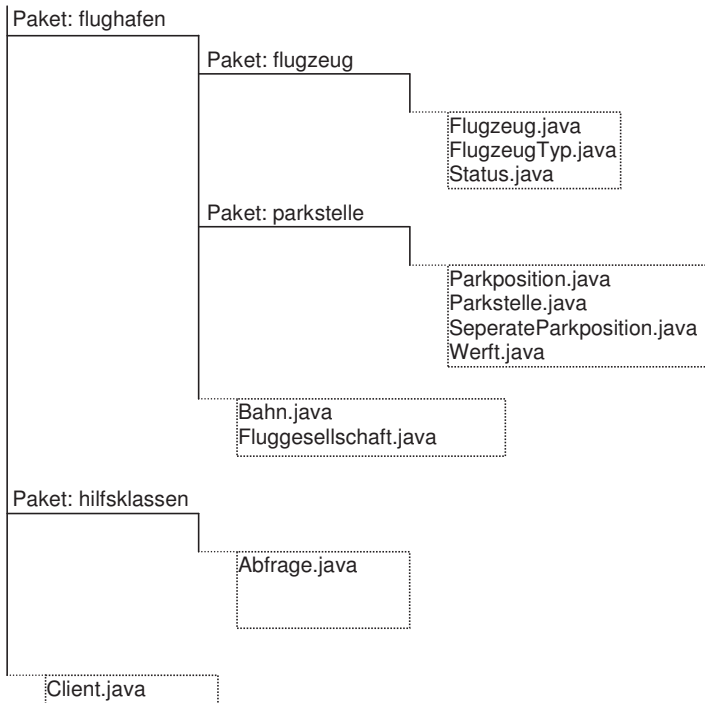 Paket: flughafen
Paket: flugzeug
Flugzeug.java
FlugzeugTyp.java
Status.java
Paket: parkstelle
Parkposition.java
Parkstelle.java
SeperateParkposition.java
Werft.java
Bahn.java
Fluggesellschaft.java
Paket: hilfsklassen
Abfrage.java
Client.java